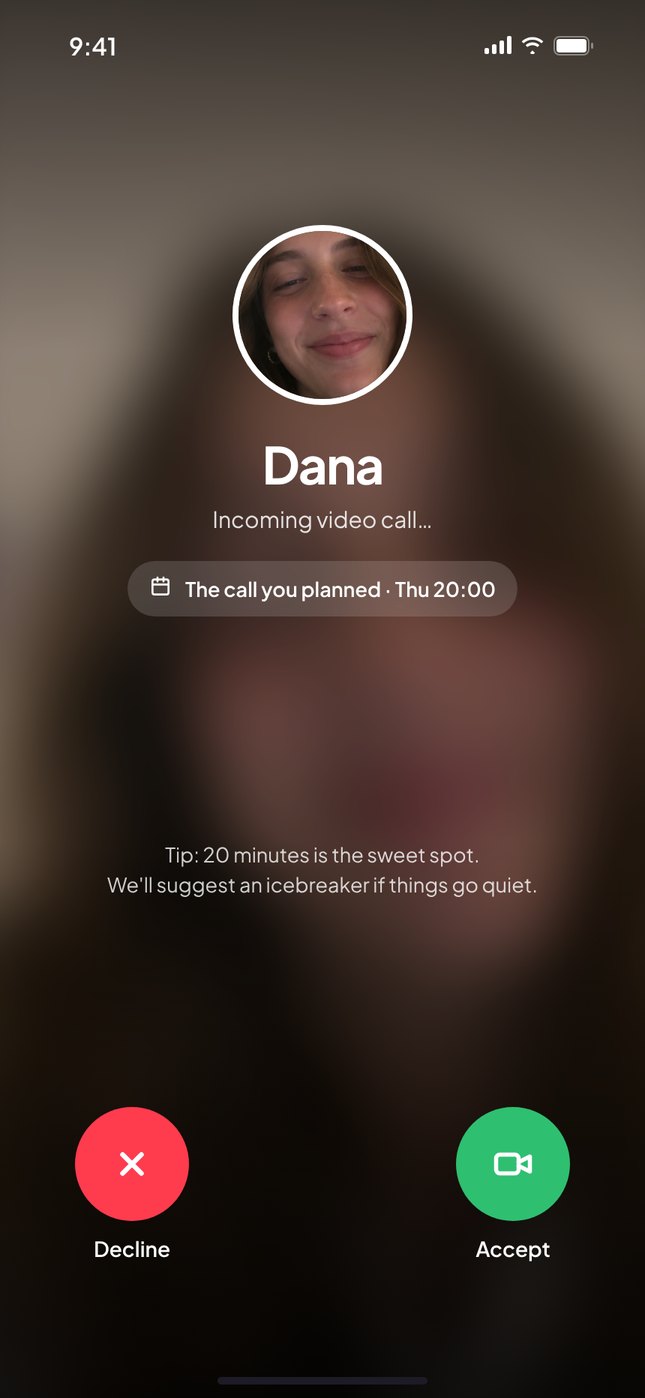 9:41
Dana
Incoming video call…
The call you planned · Thu 20:00
Tip: 20 minutes is the sweet spot.
We'll suggest an icebreaker if things go quiet.
Decline
Accept